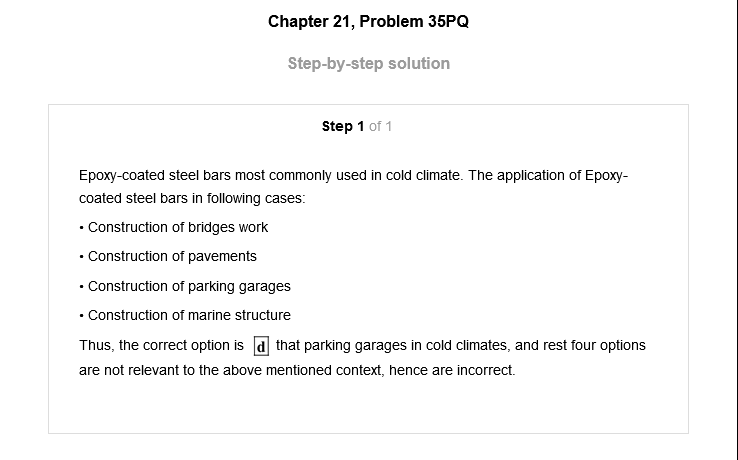 Chapter 21, Problem 35PQ
Step-by-step solution
Step 1 of 1
Epoxy-coated steel bars most commonly used in cold climate. The application of Epoxy-
coated steel bars in following cases:
• Construction of bridges work
• Construction of pavements
• Construction of parking garages
• Construction of marine structure
Thus, the correct option is d that parking garages in cold climates, and rest four options
are not relevant to the above mentioned context, hence are incorrect.